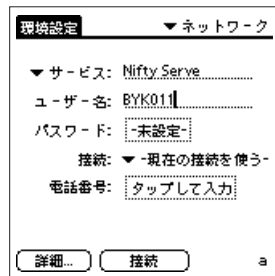 環境設定 ▼ ネットワーク
▼ サービス: Nifty Serve
ユーザー名: BYK011
パスワード: -未設定-
接続: ▼ -現在の接続を使う-
電話番号: タップして入力
詳細... 接続 a